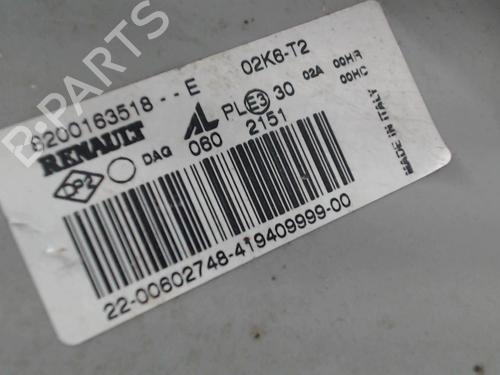 8200163518--E 02K6-T2
RENAULT AL PL E3 30 02A 00HR
00HC
DP2 DAG 060 2151
MADE IN ITALY
22-00602748-419409999-00
B-PARTS